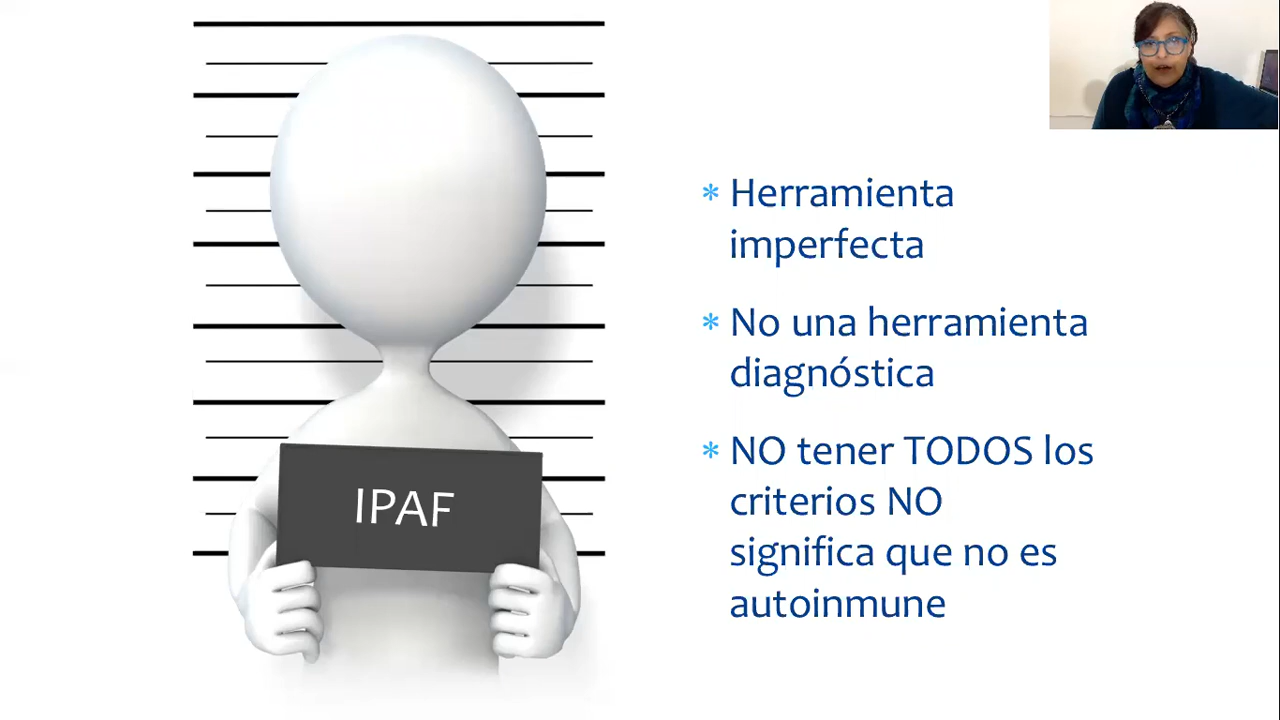 IPAF
* Herramienta
imperfecta
* No una herramienta
diagnóstica
* NO tener TODOS los
criterios NO
significa que no es
autoinmune